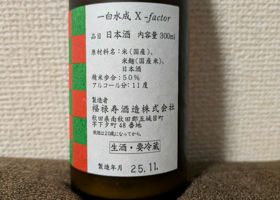 一白水成 X-factor
品目 日本酒 内容量 300ml
原材料名：米（国産）、
米麹（国産米）、
日本酒
精米歩合：50%
アルコール分：11度
製造者
福禄寿酒造株式会社
秋田県南秋田郡五城目町
字下夕町48番地
飲酒は20歳になってから。
生酒・要冷蔵
製造年月 25.11.